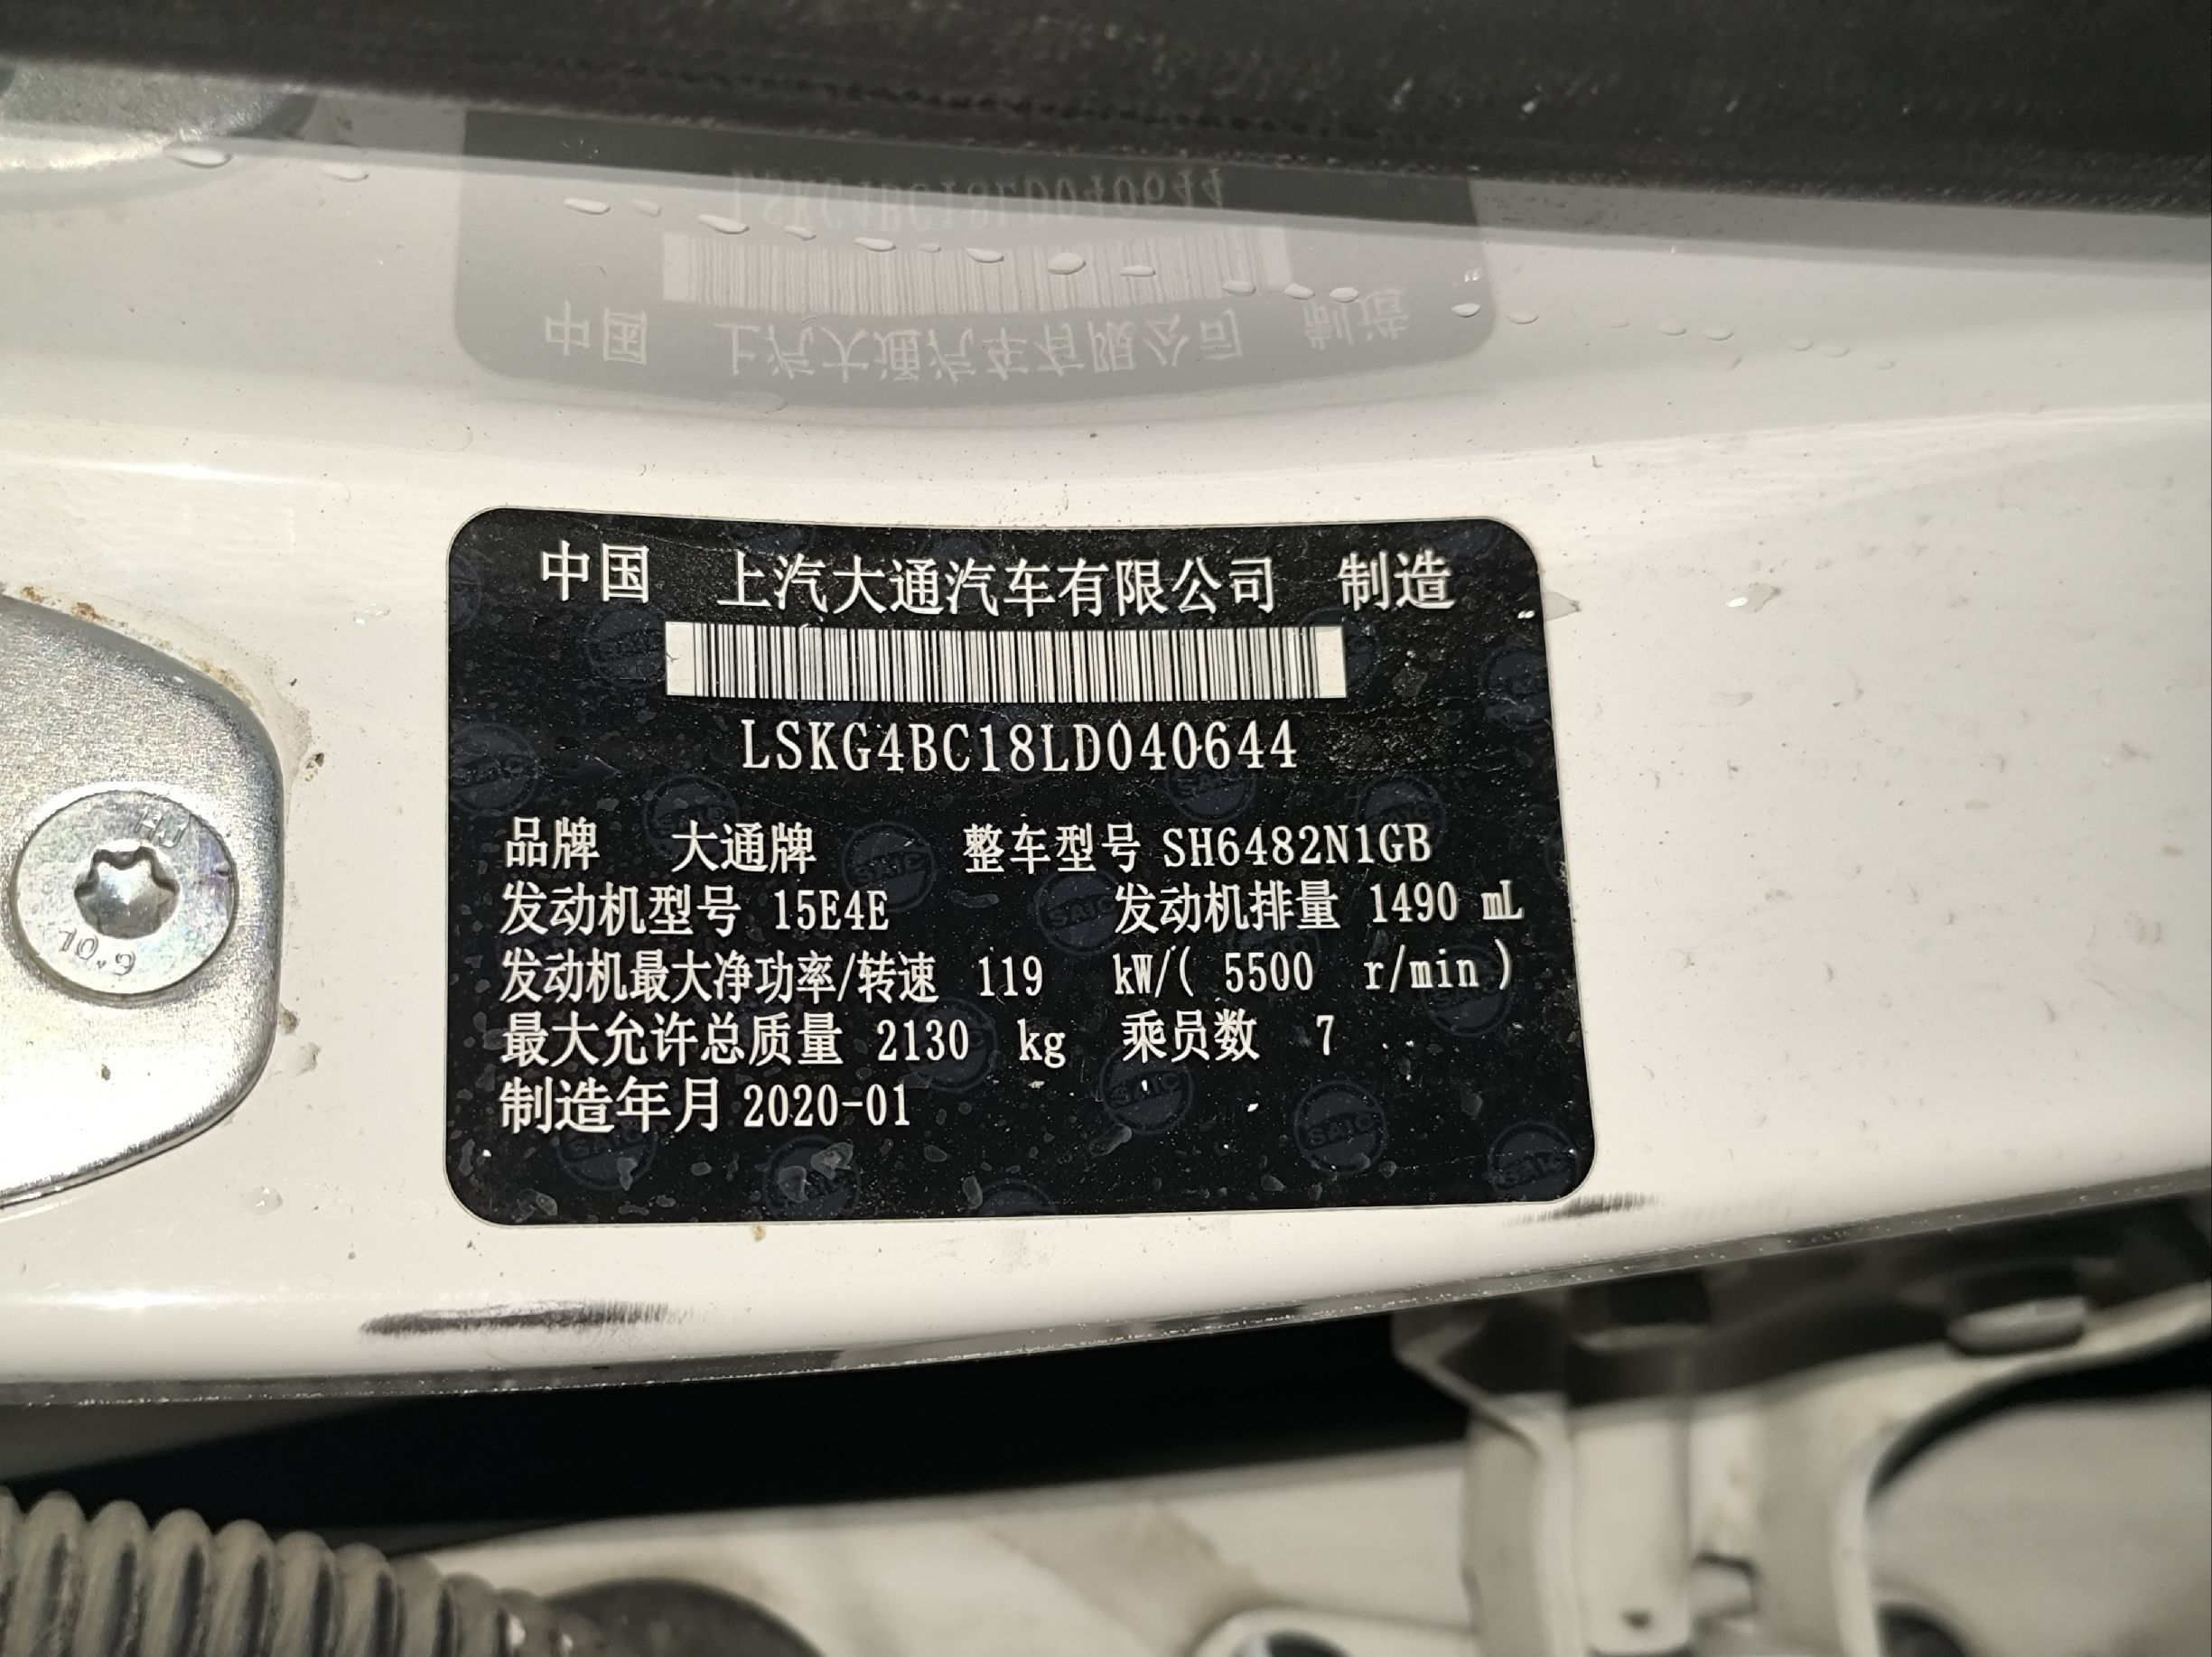 中国 上汽大通汽车有限公司 制造
LSKG4BC18LD040644
品牌 大通牌 整车型号 SH6482N1GB
发动机型号 15E4E 发动机排量 1490 mL
发动机最大净功率/转速 119 kW/( 5500 r/min )
最大允许总质量 2130 kg 乘员数 7
制造年月 2020-01
10.9
SAIC